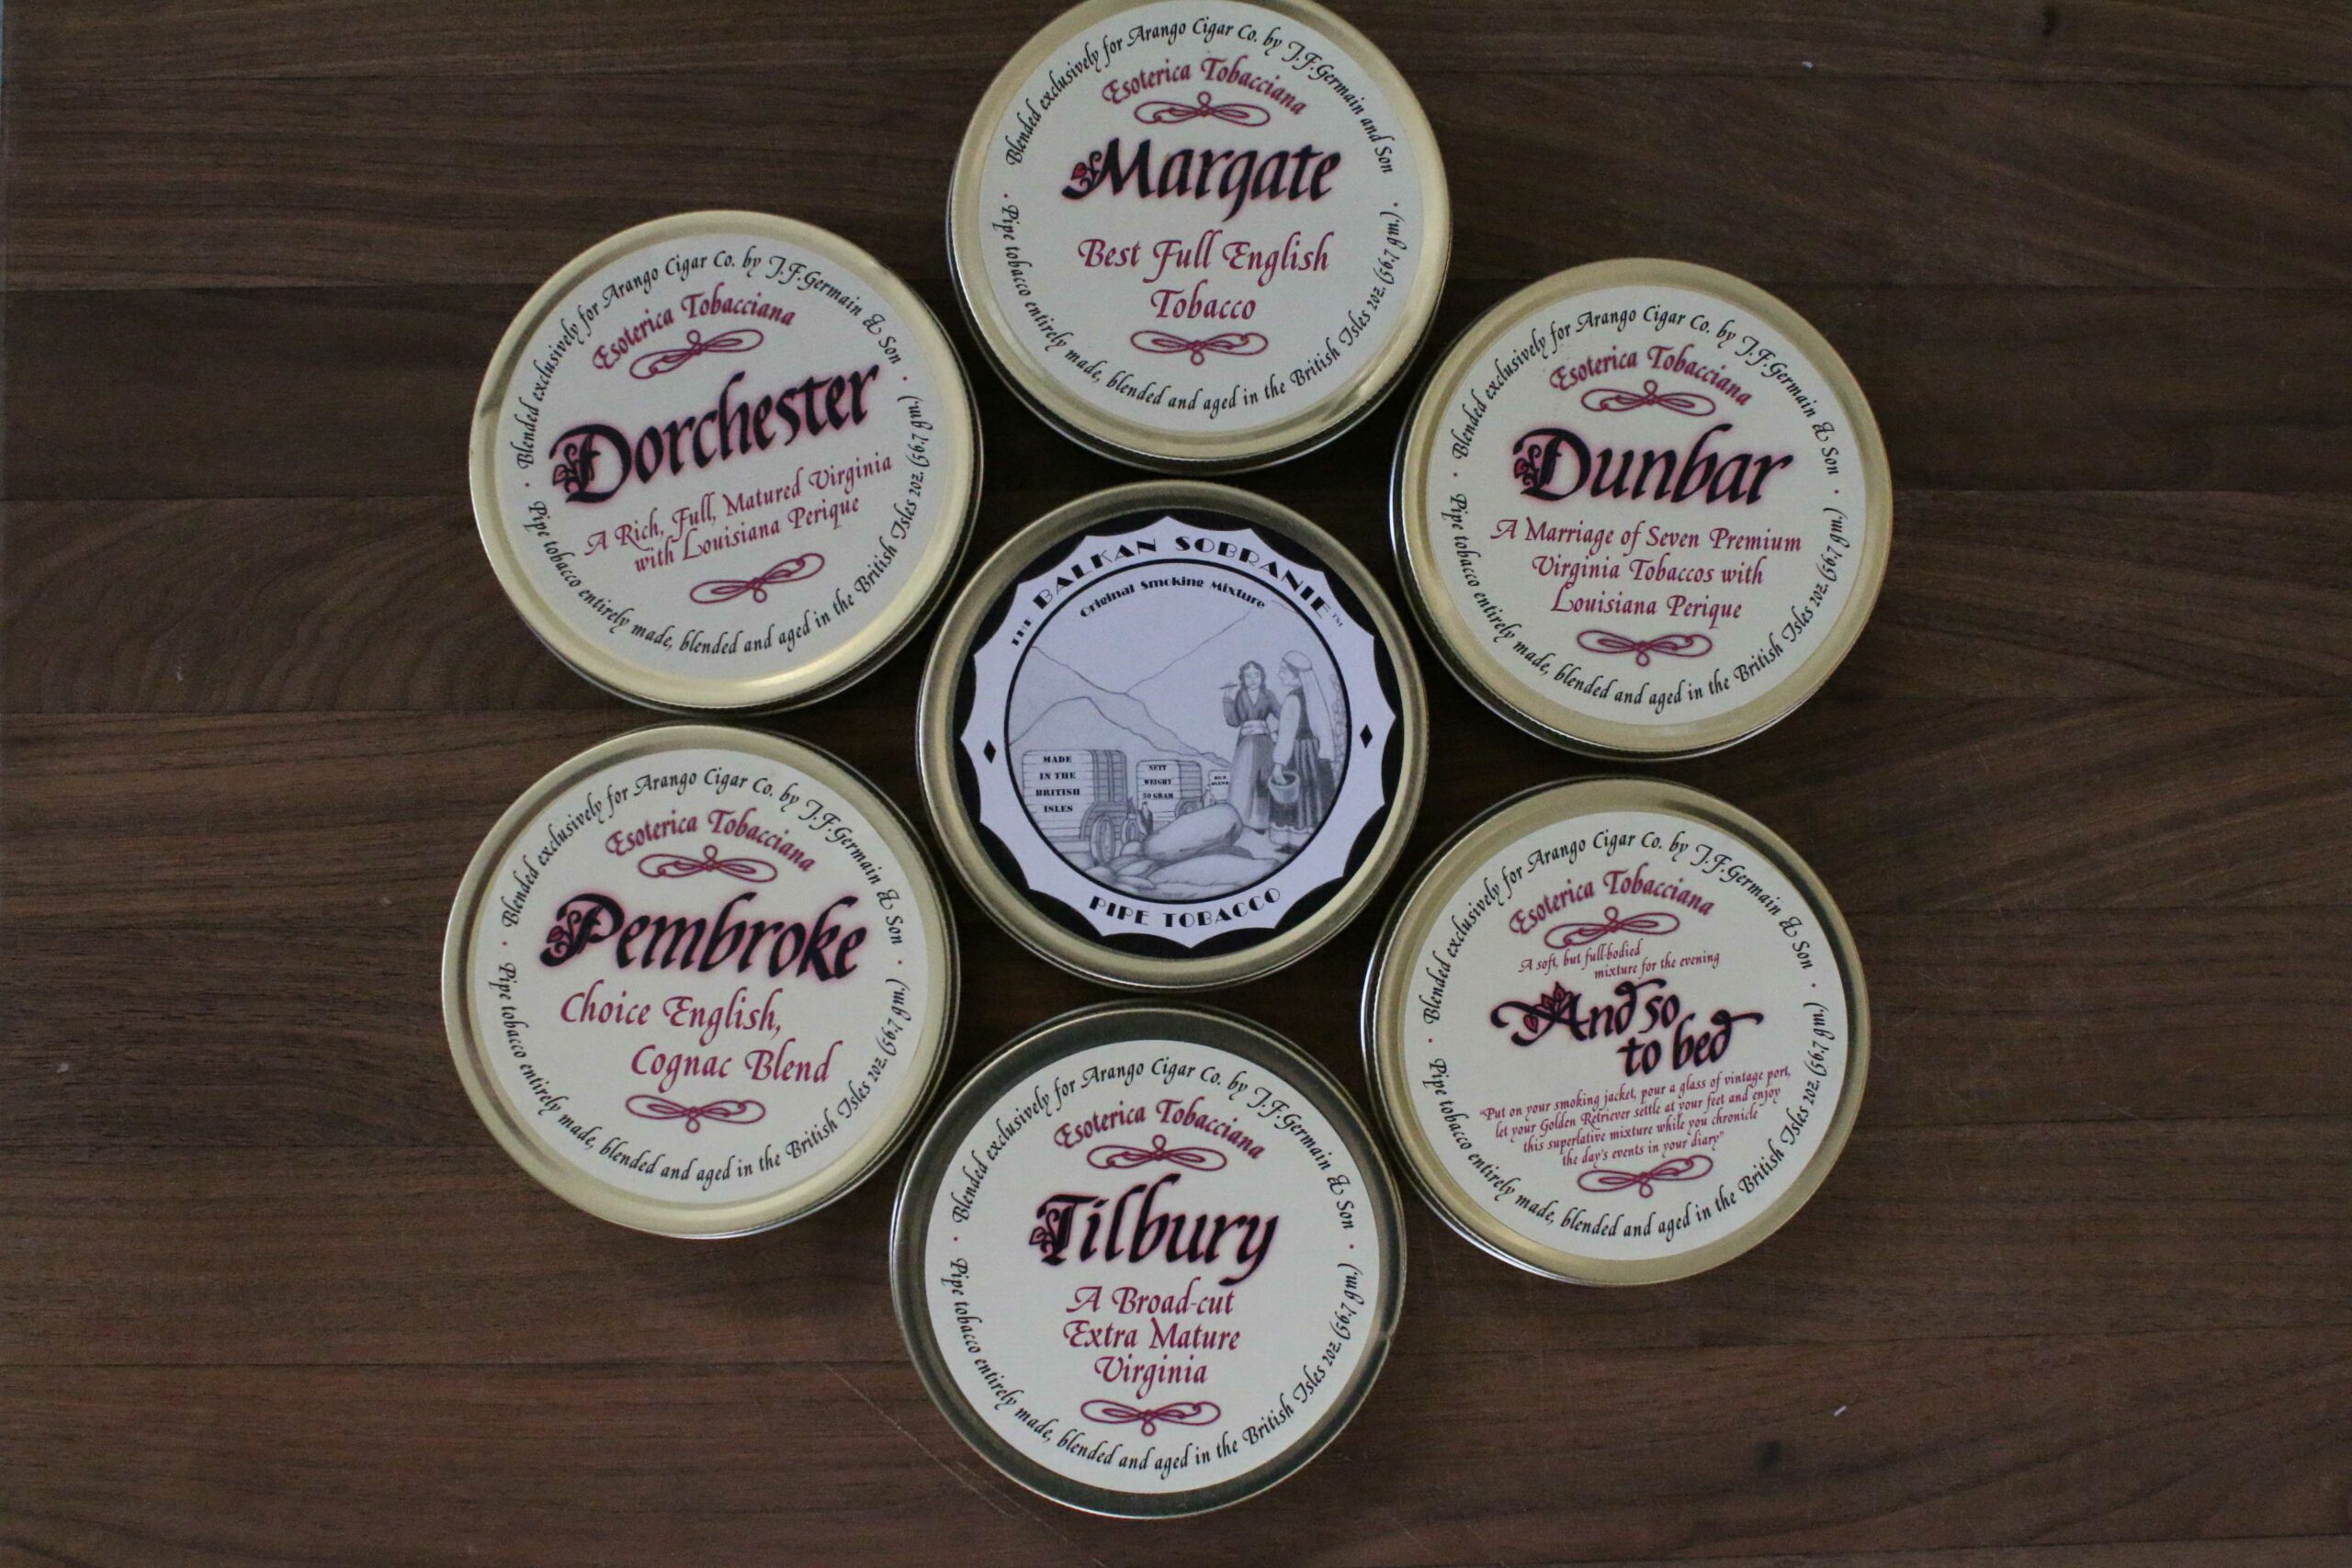 Blended exclusively for Arango Cigar Co. by J.F.Germain and Son
Esoterica Tobacciana
Margate
Best Full English
Tobacco
· Pipe tobacco entirely made, blended and aged in the British Isles 2oz. (56.7 gm.) ·
· Blended exclusively for Arango Cigar Co. by J.F.Germain & Son ·
Esoterica Tobacciana
Dorchester
A Rich, Full, Matured Virginia
with Louisiana Perique
Pipe tobacco entirely made, blended and aged in the British Isles 2oz. (56.7 gm.)
· Blended exclusively for Arango Cigar Co. by J.F.Germain & Son ·
Esoterica Tobacciana
Dunbar
A Marriage of Seven Premium
Virginia Tobaccos with
Louisiana Perique
Pipe tobacco entirely made, blended and aged in the British Isles 2oz. (56.7 gm.)
THE BALKAN SOBRANIE™
Original Smoking Mixture
MADE
IN THE
BRITISH
ISLES
NETT
WEIGHT
50 GRAM
PIPE TOBACCO
· Blended exclusively for Arango Cigar Co. by J.F.Germain & Son ·
Esoterica Tobacciana
Pembroke
Choice English,
Cognac Blend
Pipe tobacco entirely made, blended and aged in the British Isles 2oz. (56.7 gm.)
· Blended exclusively for Arango Cigar Co. by J.F.Germain & Son ·
Esoterica Tobacciana
A soft, but full-bodied
mixture for the evening
And so
to bed
"Put on your smoking jacket, pour a glass of vintage port,
let your Golden Retriever settle at your feet and enjoy
this superlative mixture while you chronicle
the day's events in your diary"
Pipe tobacco entirely made, blended and aged in the British Isles 2oz. (56.7 gm.)
· Blended exclusively for Arango Cigar Co. by J.F.Germain & Son ·
Esoterica Tobacciana
Tilbury
A Broad-cut
Extra Mature
Virginia
Pipe tobacco entirely made, blended and aged in the British Isles 2oz. (56.7 gm.)